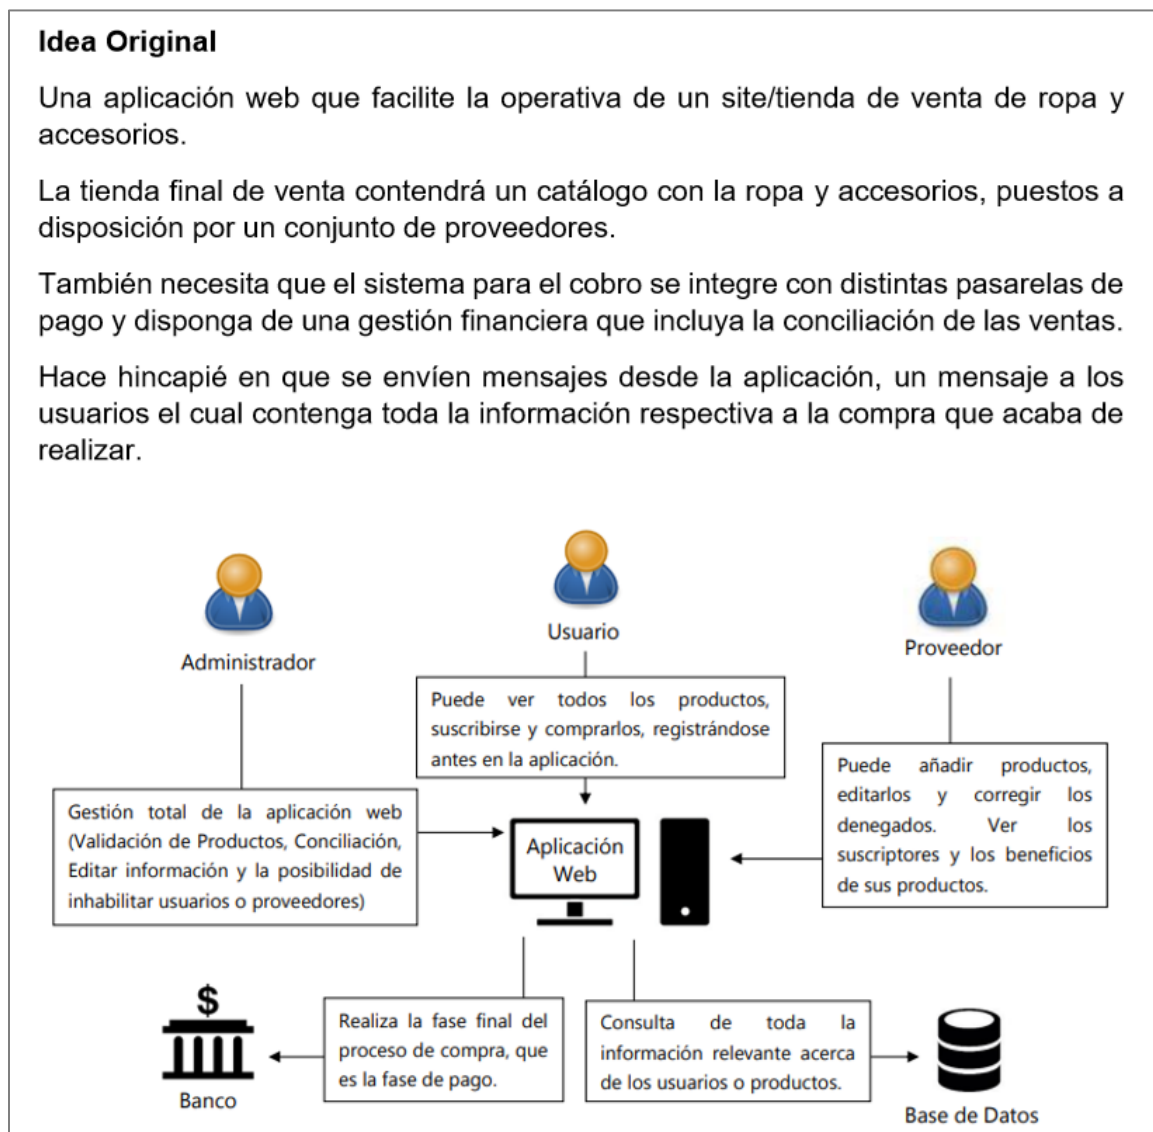 Idea Original
Una aplicación web que facilite la operativa de un site/tienda de venta de ropa y
accesorios.
La tienda final de venta contendrá un catálogo con la ropa y accesorios, puestos a
disposición por un conjunto de proveedores.
También necesita que el sistema para el cobro se integre con distintas pasarelas de
pago y disponga de una gestión financiera que incluya la conciliación de las ventas.
Hace hincapié en que se envíen mensajes desde la aplicación, un mensaje a los
usuarios el cual contenga toda la información respectiva a la compra que acaba de
realizar.
Administrador
Usuario
Proveedor
Puede ver todos los productos,
suscribirse y comprarlos, registrándose
antes en la aplicación.
Puede añadir productos,
editarlos y corregir los
denegados. Ver los
suscriptores y los beneficios
de sus productos.
Gestión total de la aplicación web
(Validación de Productos, Conciliación,
Editar información y la posibilidad de
inhabilitar usuarios o proveedores)
Aplicación
Web
$
Banco
Realiza la fase final del
proceso de compra, que
es la fase de pago.
Consulta de toda la
información relevante acerca
de los usuarios o productos.
Base de Datos